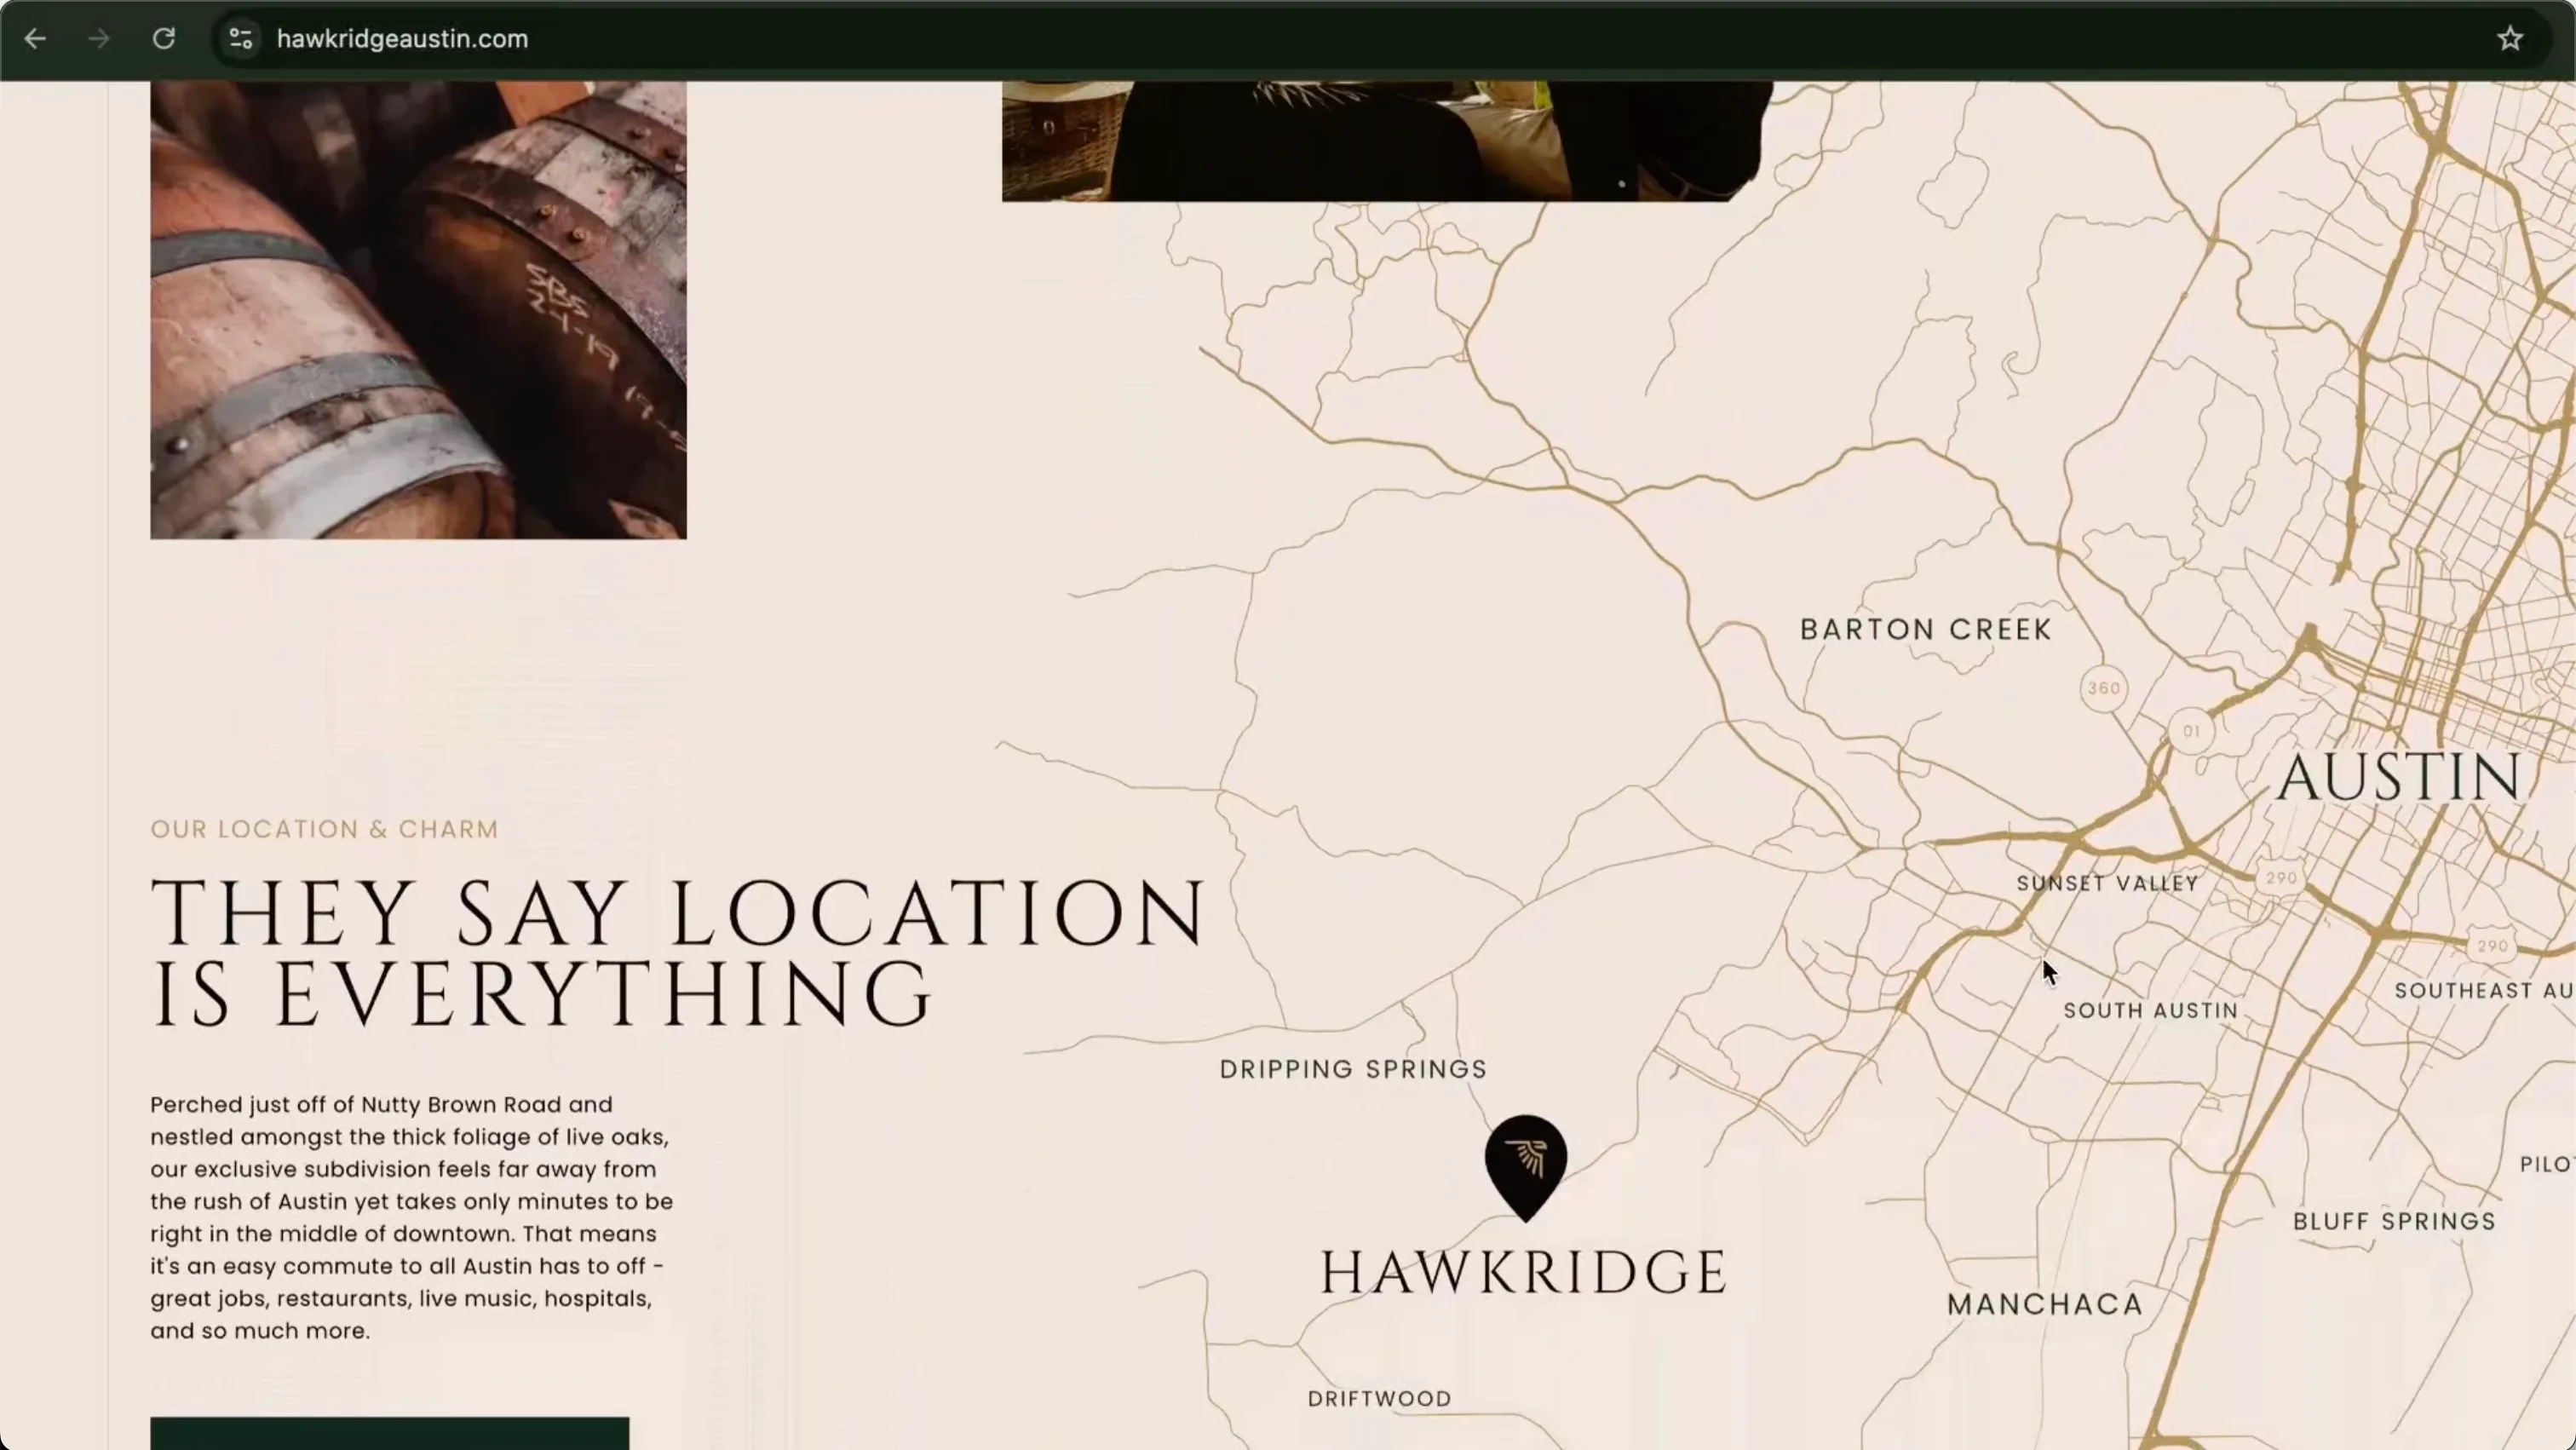 hawkridgeaustin.com
SBS
24-19
OUR LOCATION & CHARM
THEY SAY LOCATION
IS EVERYTHING
Perched just off of Nutty Brown Road and
nestled amongst the thick foliage of live oaks,
our exclusive subdivision feels far away from
the rush of Austin yet takes only minutes to be
right in the middle of downtown. That means
it's an easy commute to all Austin has to off -
great jobs, restaurants, live music, hospitals,
and so much more.
BARTON CREEK
360
01
AUSTIN
SUNSET VALLEY
290
290
SOUTHEAST AU
SOUTH AUSTIN
DRIPPING SPRINGS
PILO
HAWKRIDGE
BLUFF SPRINGS
MANCHACA
DRIFTWOOD